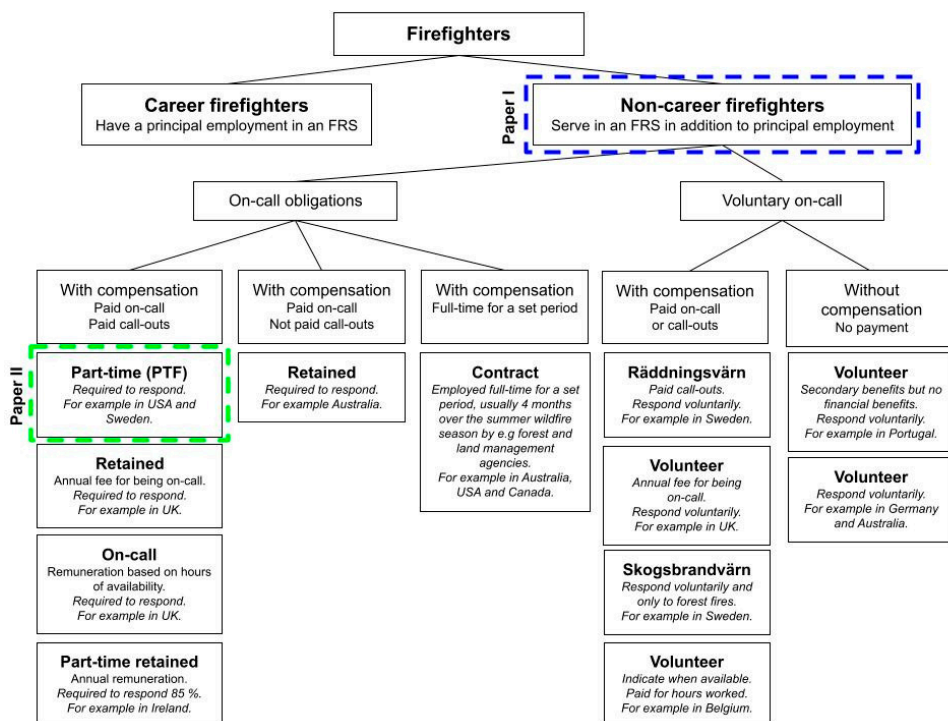 Firefighters
Career firefighters
Have a principal employment in an FRS
Paper I
Non-career firefighters
Serve in an FRS in addition to principal employment
On-call obligations
Voluntary on-call
With compensation
Paid on-call
Paid call-outs
With compensation
Paid on-call
Not paid call-outs
With compensation
Full-time for a set period
With compensation
Paid on-call
or call-outs
Without
compensation
No payment
Paper II
Part-time (PTF)
Required to respond.
For example in USA and
Sweden.
Retained
Annual fee for being on-call.
Required to respond.
For example in UK.
On-call
Remuneration based on hours
of availability.
Required to respond.
For example in UK.
Part-time retained
Annual remuneration.
Required to respond 85 %.
For example in Ireland.
Retained
Required to respond.
For example Australia.
Contract
Employed full-time for a set
period, usually 4 months
over the summer wildfire
season by e.g forest and
land management
agencies.
For example in Australia,
USA and Canada.
Räddningsvärn
Paid call-outs.
Respond voluntarily.
For example in Sweden.
Volunteer
Annual fee for being
on-call.
Respond voluntarily.
For example in UK.
Skogsbrandvärn
Respond voluntarily and
only to forest fires.
For example in Sweden.
Volunteer
Indicate when available.
Paid for hours worked.
For example in Belgium.
Volunteer
Secondary benefits but no
financial benefits.
Respond voluntarily.
For example in Portugal.
Volunteer
Respond voluntarily.
For example in Germany
and Australia.